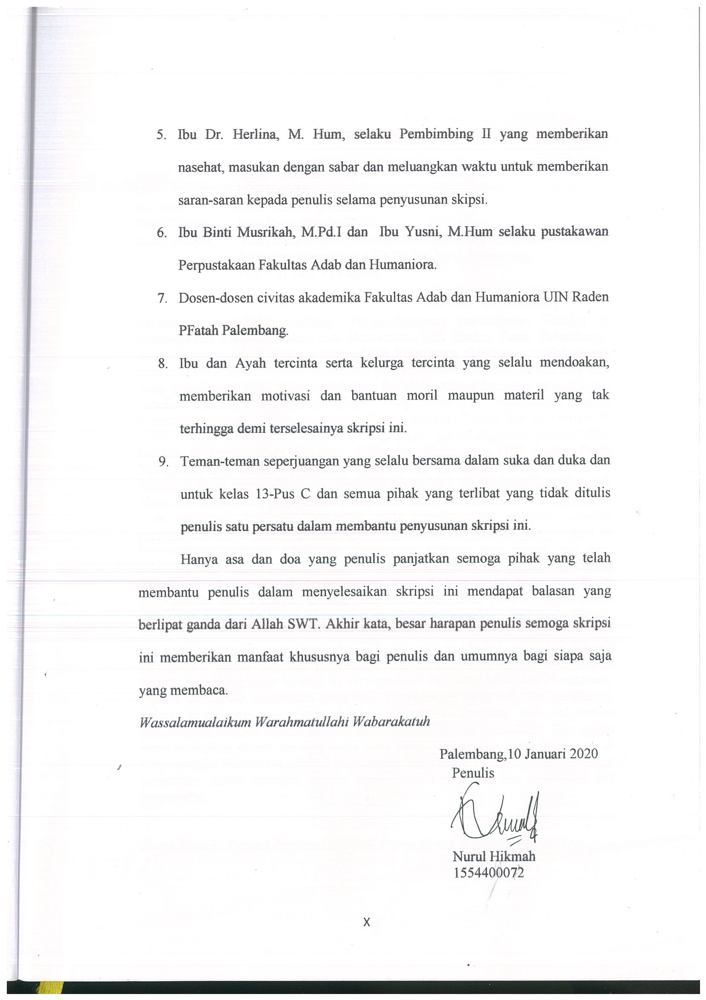 5. Ibu Dr. Herlina, M. Hum, selaku Pembimbing II yang memberikan
nasehat, masukan dengan sabar dan meluangkan waktu untuk memberikan
saran-saran kepada penulis selama penyusunan skipsi.
6. Ibu Binti Musrikah, M.Pd.I dan Ibu Yusni, M.Hum selaku pustakawan
Perpustakaan Fakultas Adab dan Humaniora.
7. Dosen-dosen civitas akademika Fakultas Adab dan Humaniora UIN Raden
PFatah Palembang.
8. Ibu dan Ayah tercinta serta kelurga tercinta yang selalu mendoakan,
memberikan motivasi dan bantuan moril maupun materil yang tak
terhingga demi terselesainya skripsi ini.
9. Teman-teman seperjuangan yang selalu bersama dalam suka dan duka dan
untuk kelas 13-Pus C dan semua pihak yang terlibat yang tidak ditulis
penulis satu persatu dalam membantu penyusunan skripsi ini.
Hanya asa dan doa yang penulis panjatkan semoga pihak yang telah
membantu penulis dalam menyelesaikan skripsi ini mendapat balasan yang
berlipat ganda dari Allah SWT. Akhir kata, besar harapan penulis semoga skripsi
ini memberikan manfaat khususnya bagi penulis dan umumnya bagi siapa saja
yang membaca.
Wassalamualaikum Warahmatullahi Wabarakatuh
Palembang,10 Januari 2020
Penulis
Nurul Hikmah
1554400072
X